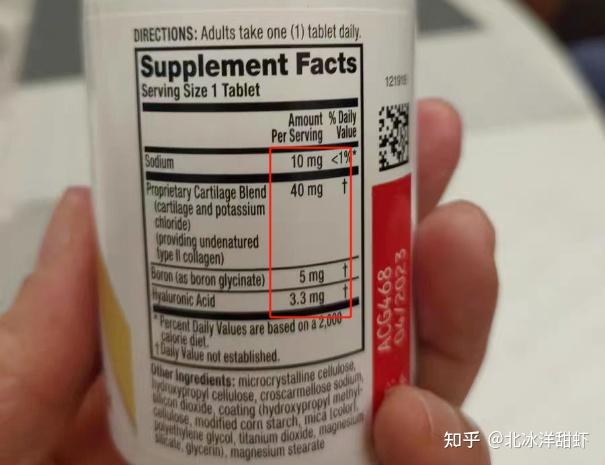 DIRECTIONS: Adults take one (1) tablet daily.
Supplement Facts
Serving Size 1 Tablet
Amount Per Serving % Daily Value
Sodium 10 mg <1%*
Proprietary Cartilage Blend 40 mg †
(cartilage and potassium
chloride)
(providing undenatured
type II collagen)
Boron (as boron glycinate) 5 mg †
Hyaluronic Acid 3.3 mg †
* Percent Daily Values are based on a 2,000
calorie diet.
† Daily Value not established.
Other Ingredients: microcrystalline cellulose,
hydroxypropyl cellulose, croscarmellose sodium,
silicon dioxide, coating (hydroxypropyl methyl-
cellulose, modified corn starch, mica [color],
polyethylene glycol, titanium dioxide, magnesium
silicate, glycerin), magnesium stearate
ACG468
04/2023
知乎 @北冰洋甜虾